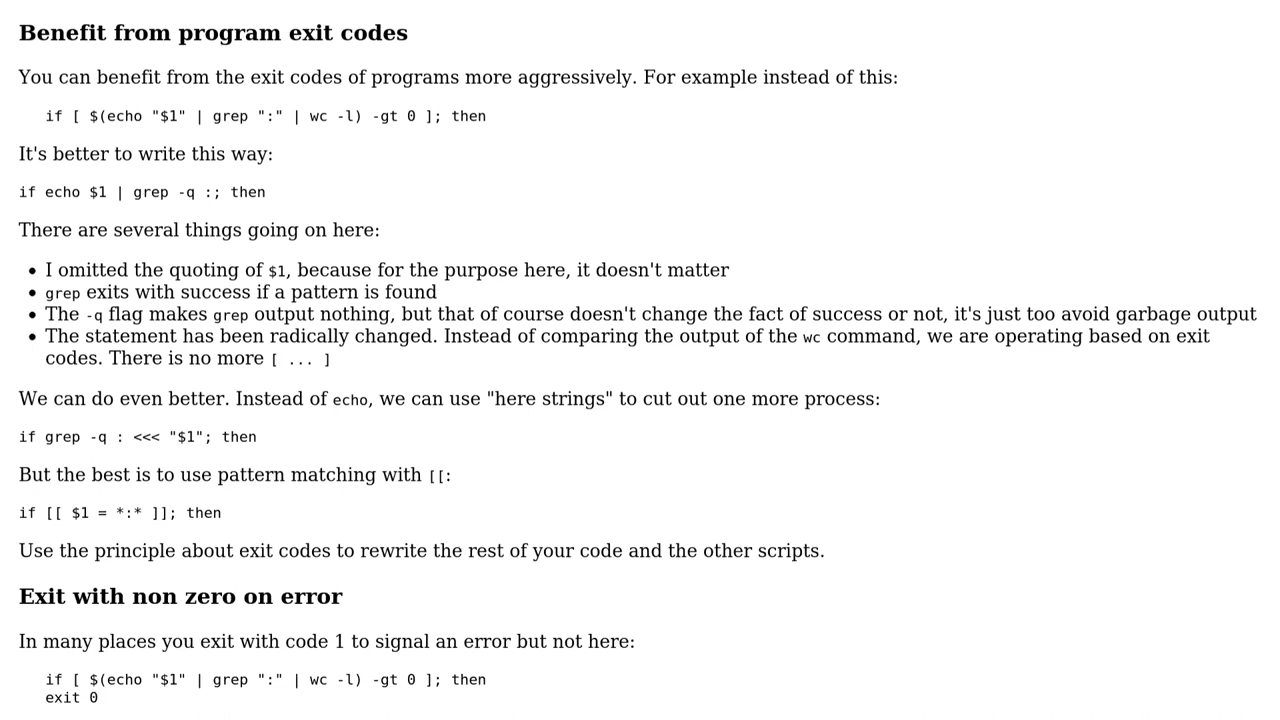 Benefit from program exit codes
You can benefit from the exit codes of programs more aggressively. For example instead of this:
if [ $(echo "$1" | grep ":" | wc -l) -gt 0 ]; then
It's better to write this way:
if echo $1 | grep -q :; then
There are several things going on here:
• I omitted the quoting of $1, because for the purpose here, it doesn't matter
• grep exits with success if a pattern is found
• The -q flag makes grep output nothing, but that of course doesn't change the fact of success or not, it's just too avoid garbage output
• The statement has been radically changed. Instead of comparing the output of the wc command, we are operating based on exit
codes. There is no more [ ... ]
We can do even better. Instead of echo, we can use "here strings" to cut out one more process:
if grep -q : <<< "$1"; then
But the best is to use pattern matching with [[:
if [[ $1 = *:* ]]; then
Use the principle about exit codes to rewrite the rest of your code and the other scripts.
Exit with non zero on error
In many places you exit with code 1 to signal an error but not here:
if [ $(echo "$1" | grep ":" | wc -l) -gt 0 ]; then
exit 0